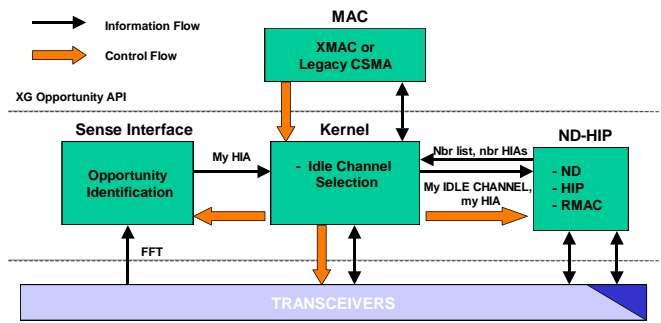 MAC
Information Flow
XMAC or
Legacy CSMA
Control Flow
XG Opportunity API
Sense Interface
Kernel
ND-HIP
Nbr list, nbr HIAs
My HIA
Opportunity
Identification
- Idle Channel
Selection
- ND
- HIP
- RMAC
My IDLE CHANNEL,
my HIA
FFT
TRANSCEIVERS